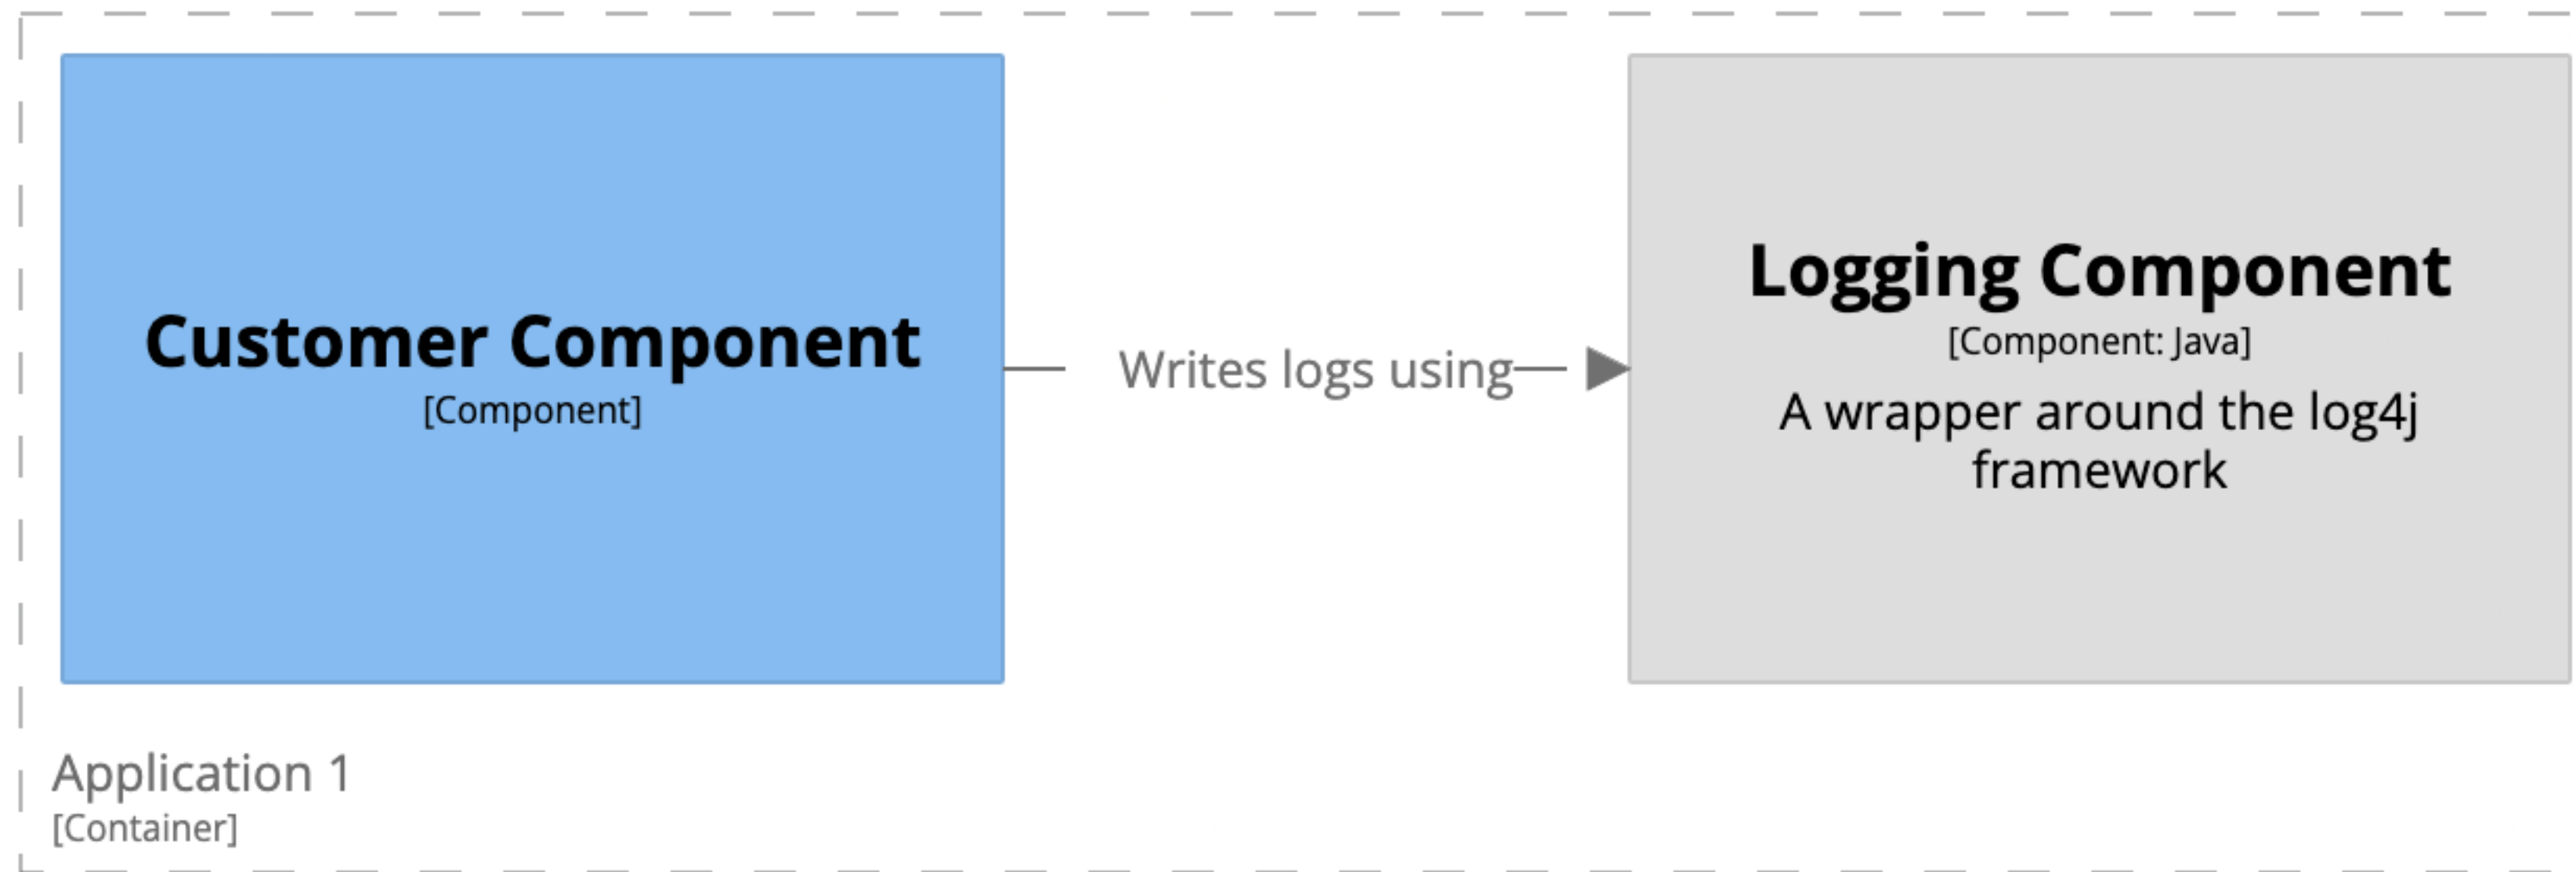 Customer Component
[Component]
Writes logs using
Logging Component
[Component: Java]
A wrapper around the log4j
framework
Application 1
[Container]